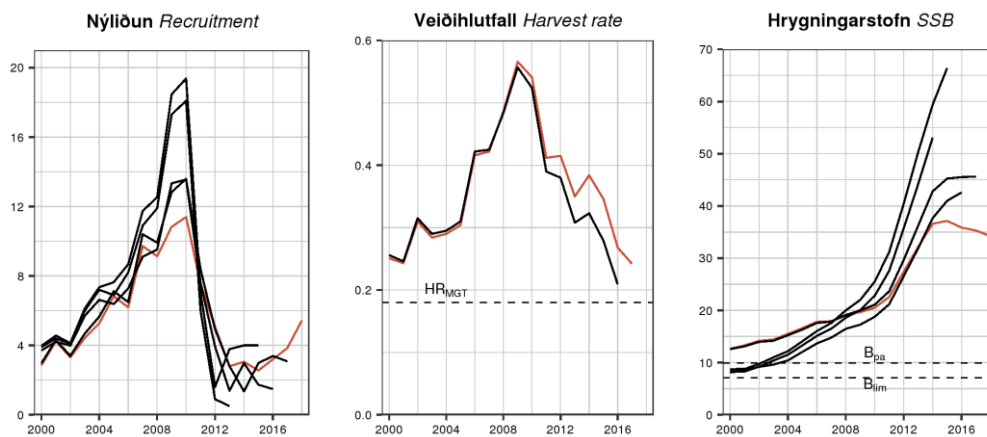 Nýliðun Recruitment
20
16
12
8
4
0
2000 2004 2008 2012 2016
Veiðihlutfall Harvest rate
0.6
0.4
0.2
0.0
HRMGT
2000 2004 2008 2012 2016
Hrygningarstofn SSB
70
60
50
40
30
20
10
0
Bpa
Blim
2000 2004 2008 2012 2016